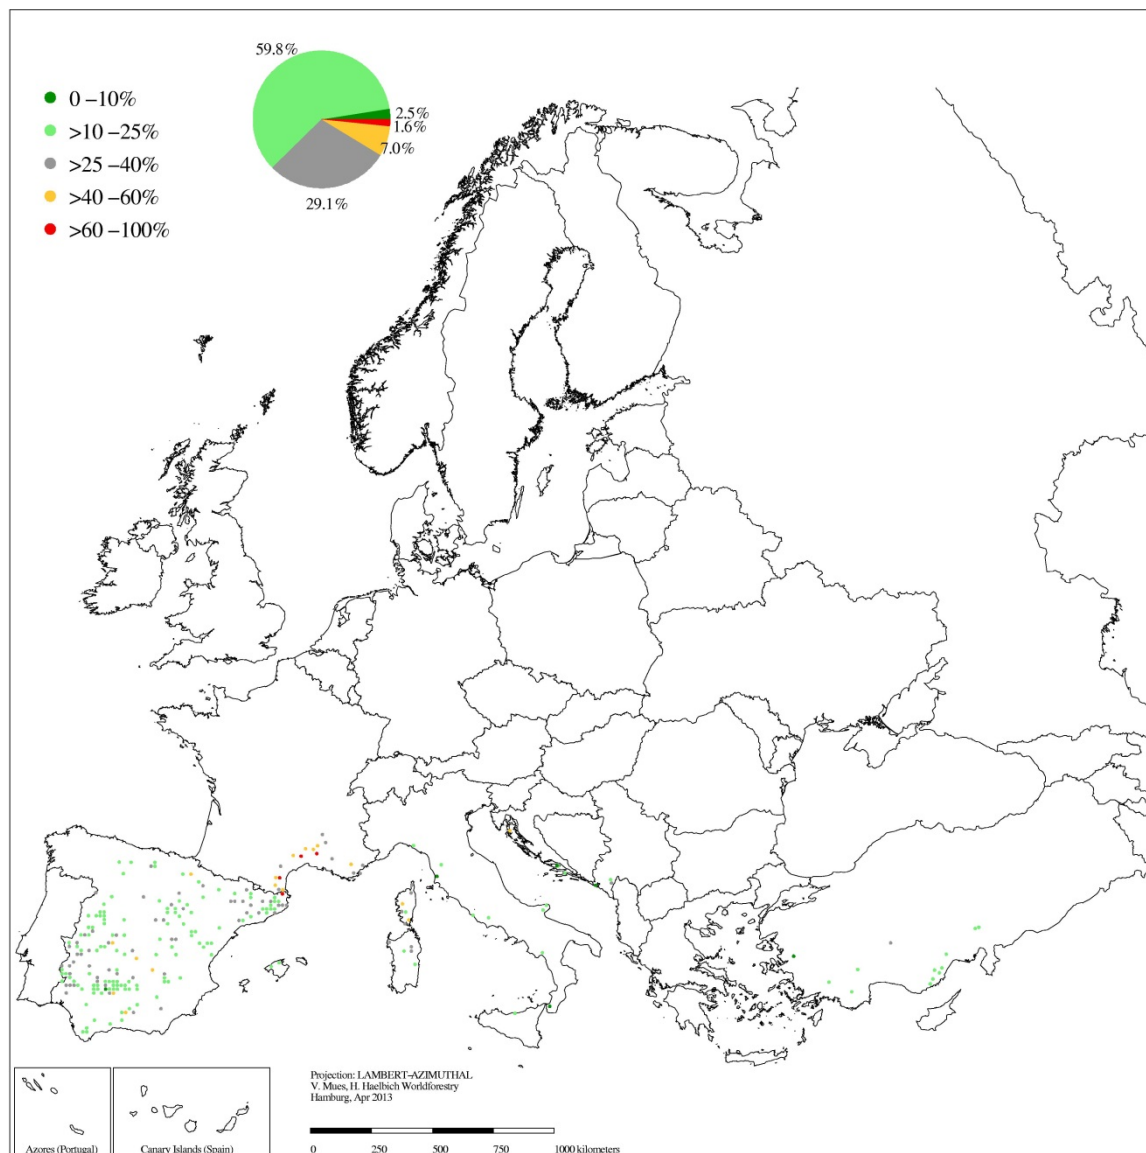 59.8%
0 –10%
>10 –25%
>25 –40%
>40 –60%
>60 –100%
2.5%
1.6%
7.0%
29.1%
Projection: LAMBERT–AZIMUTHAL
V. Mues, H. Haelbich Worldforestry
Hamburg, Apr 2013
Azores (Portugal)
Canary Islands (Spain)
0 250 500 750 1000 kilometers